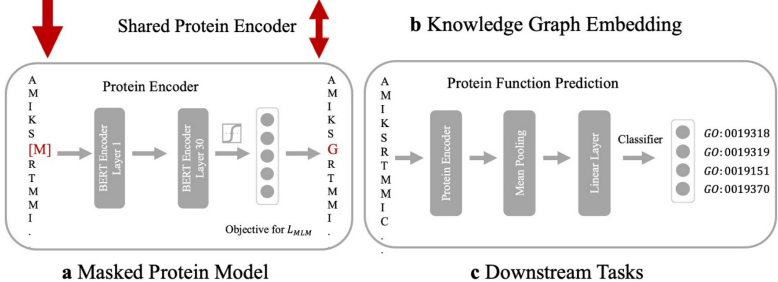 Shared Protein Encoder
b Knowledge Graph Embedding
Protein Encoder
A
M
I
K
S
[M]
R
T
M
M
I
.
BERT Encoder
Layer 1
BERT Encoder
Layer 30
A
M
I
K
S
G
R
T
M
M
I
.
Objective for L_MLM
a Masked Protein Model
Protein Function Prediction
A
M
I
K
S
R
T
M
M
I
C
.
Protein Encoder
Mean Pooling
Linear Layer
Classifier
GO:0019318
GO:0019319
GO:0019151
GO:0019370
c Downstream Tasks